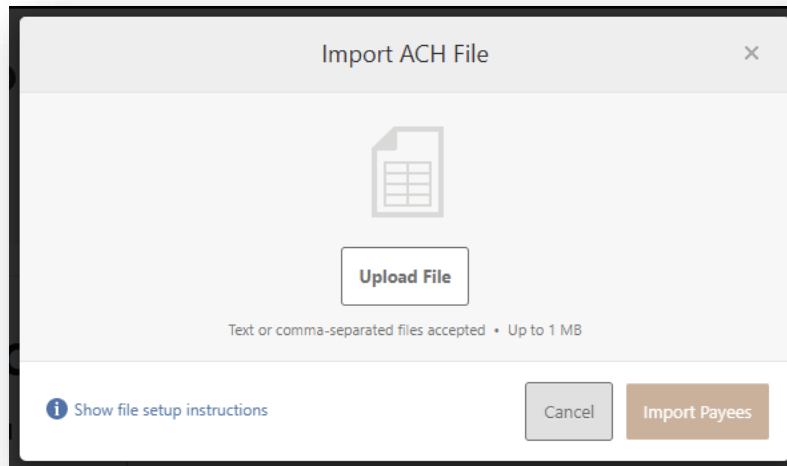 Import ACH File
Upload File
Text or comma-separated files accepted • Up to 1 MB
Show file setup instructions
Cancel
Import Payees